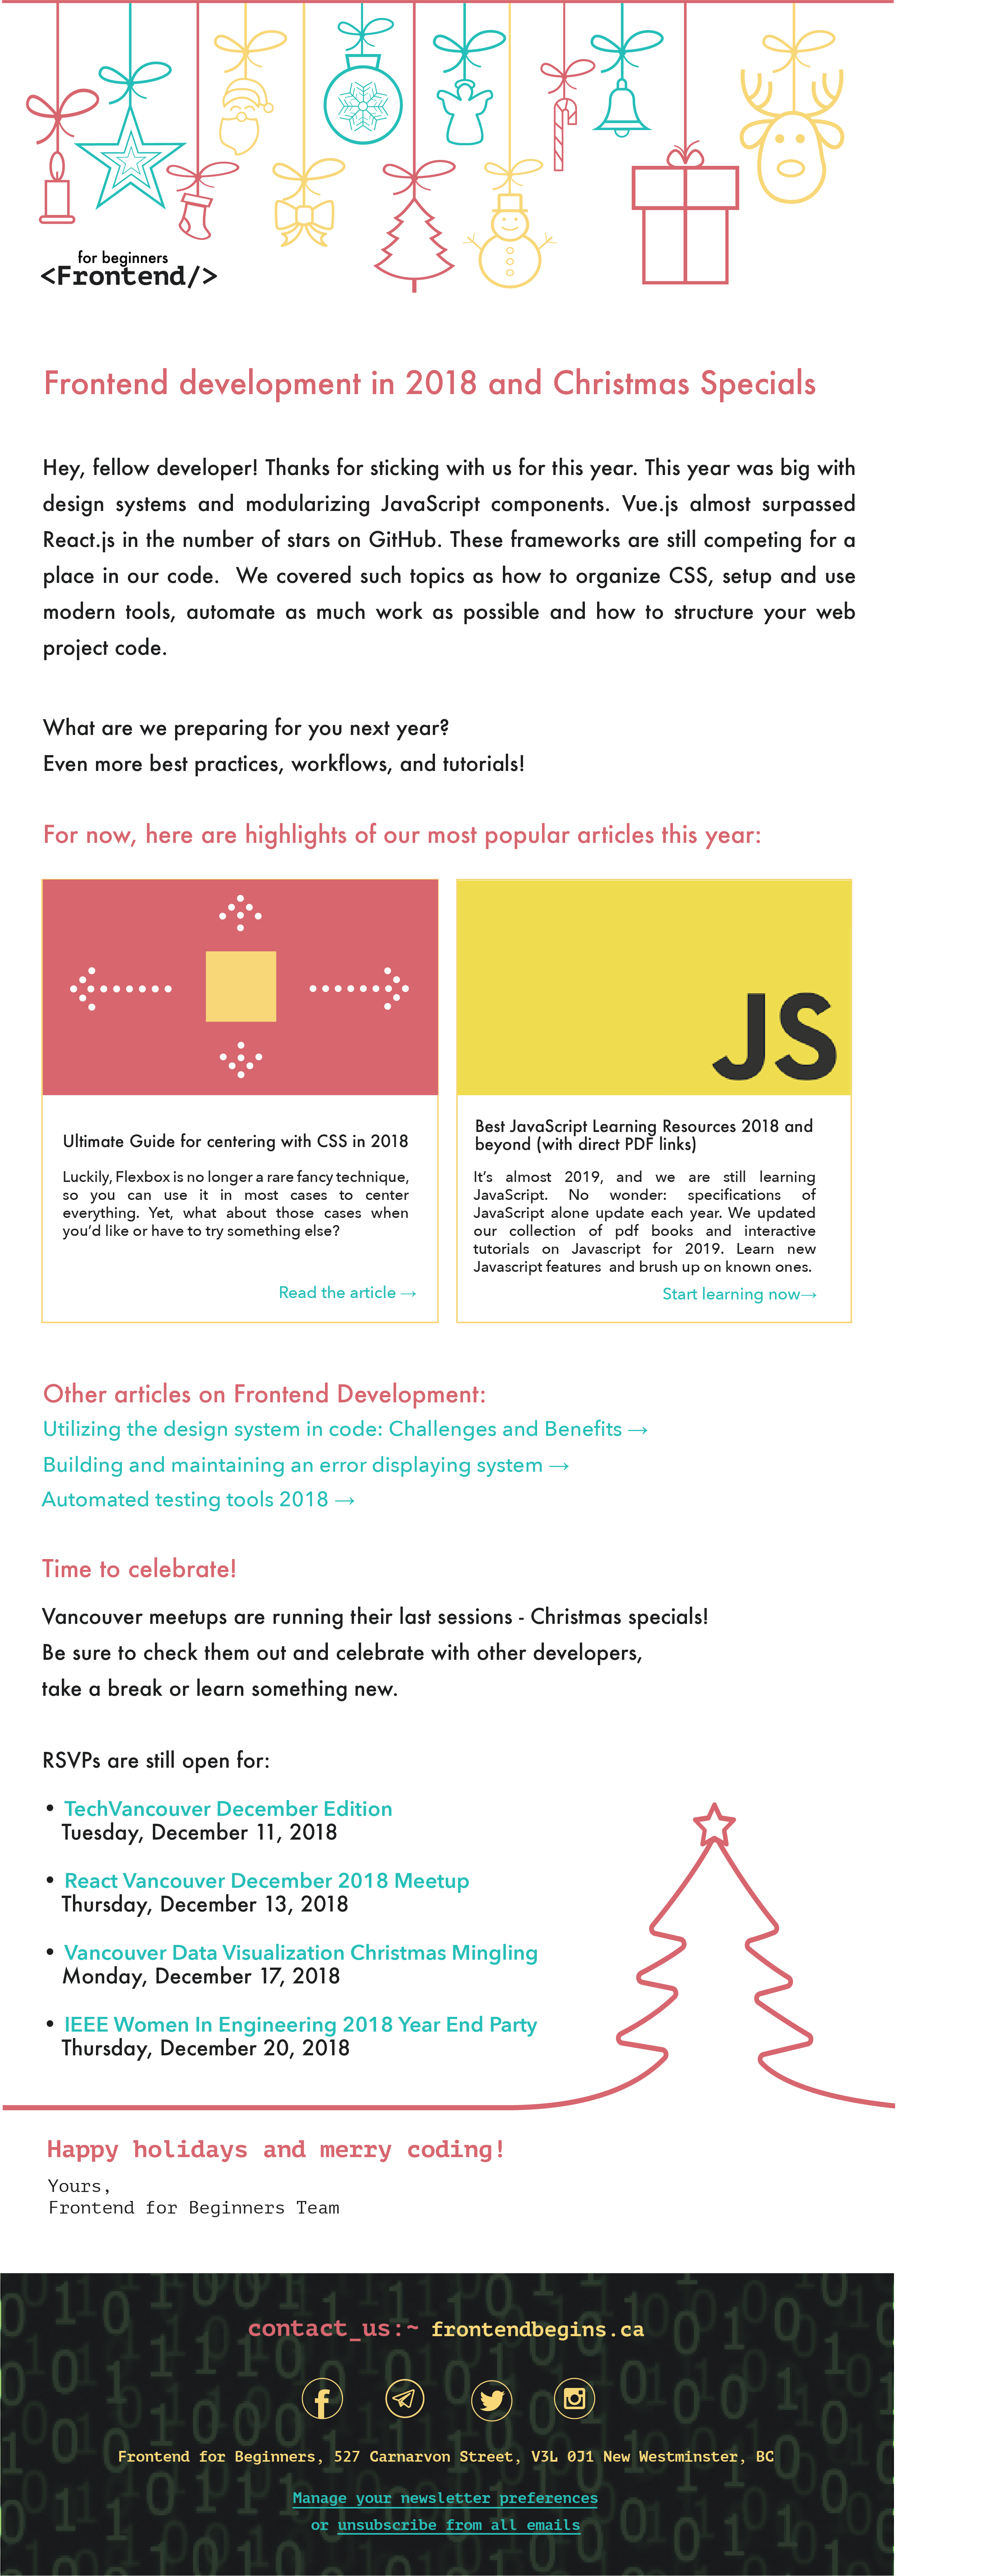 for beginners
<Frontend/>
Frontend development in 2018 and Christmas Specials
Hey, fellow developer! Thanks for sticking with us for this year. This year was big with
design systems and modularizing JavaScript components. Vue.js almost surpassed
React.js in the number of stars on GitHub. These frameworks are still competing for a
place in our code.  We covered such topics as how to organize CSS, setup and use
modern tools, automate as much work as possible and how to structure your web
project code.
What are we preparing for you next year?
Even more best practices, workflows, and tutorials!
For now, here are highlights of our most popular articles this year:
JS
Ultimate Guide for centering with CSS in 2018
Luckily, Flexbox is no longer a rare fancy technique,
so you can use it in most cases to center
everything. Yet, what about those cases when
you'd like or have to try something else?
Read the article →
Best JavaScript Learning Resources 2018 and
beyond (with direct PDF links)
It's almost 2019, and we are still learning
JavaScript. No wonder: specifications of
JavaScript alone update each year. We updated
our collection of pdf books and interactive
tutorials on Javascript for 2019. Learn new
Javascript features  and brush up on known ones.
Start learning now→
Other articles on Frontend Development:
Utilizing the design system in code: Challenges and Benefits →
Building and maintaining an error displaying system →
Automated testing tools 2018 →
Time to celebrate!
Vancouver meetups are running their last sessions - Christmas specials!
Be sure to check them out and celebrate with other developers,
take a break or learn something new.
RSVPs are still open for:
• TechVancouver December Edition
Tuesday, December 11, 2018
• React Vancouver December 2018 Meetup
Thursday, December 13, 2018
• Vancouver Data Visualization Christmas Mingling
Monday, December 17, 2018
• IEEE Women In Engineering 2018 Year End Party
Thursday, December 20, 2018
Happy holidays and merry coding!
Yours,
Frontend for Beginners Team
contact_us:~ frontendbegins.ca
Frontend for Beginners, 527 Carnarvon Street, V3L 0J1 New Westminster, BC
Manage your newsletter preferences
or unsubscribe from all emails